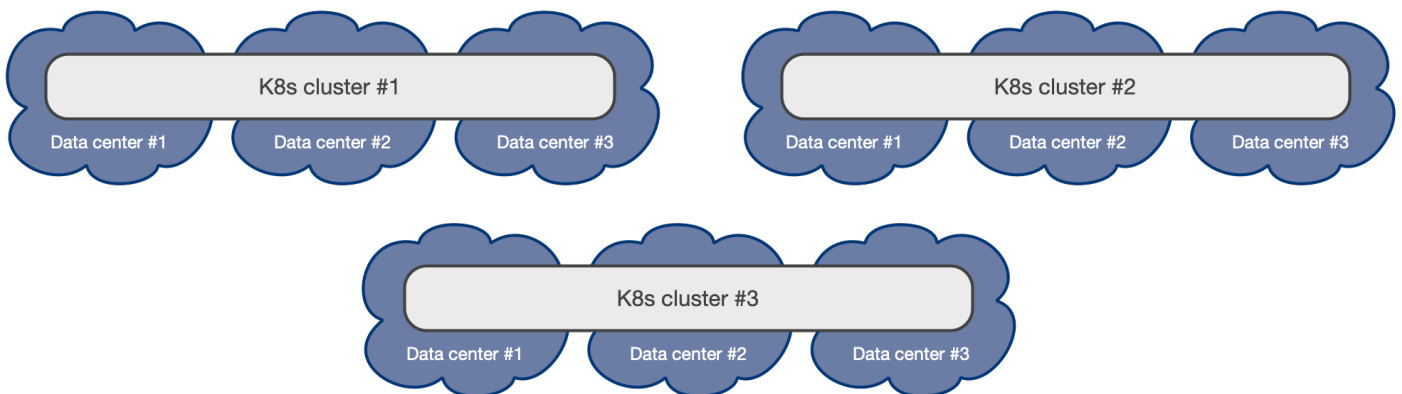 K8s cluster #1
Data center #1 Data center #2 Data center #3
K8s cluster #2
Data center #1 Data center #2 Data center #3
K8s cluster #3
Data center #1 Data center #2 Data center #3